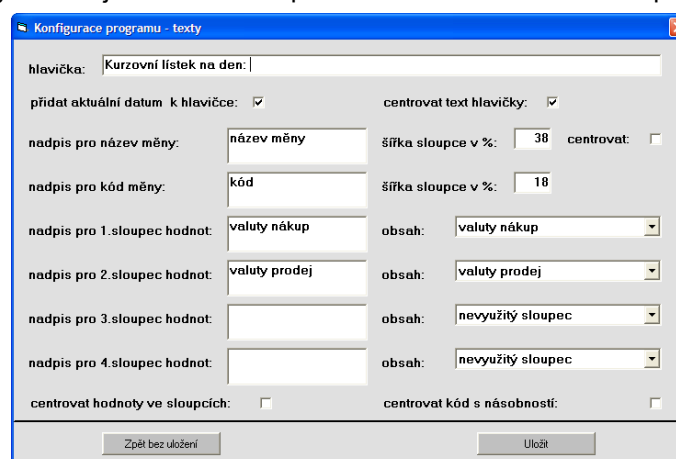 Konfigurace programu - texty
hlavička: Kurzovní lístek na den:
přidat aktuální datum k hlavičce: centrovat text hlavičky:
nadpis pro název měny: název měny šířka sloupce v %: 38 centrovat:
nadpis pro kód měny: kód šířka sloupce v %: 18
nadpis pro 1.sloupec hodnot: valuty nákup obsah: valuty nákup
nadpis pro 2.sloupec hodnot: valuty prodej obsah: valuty prodej
nadpis pro 3.sloupec hodnot: obsah: nevyužitý sloupec
nadpis pro 4.sloupec hodnot: obsah: nevyužitý sloupec
centrovat hodnoty ve sloupcích: centrovat kód s násobností:
Zpět bez uložení Uložit